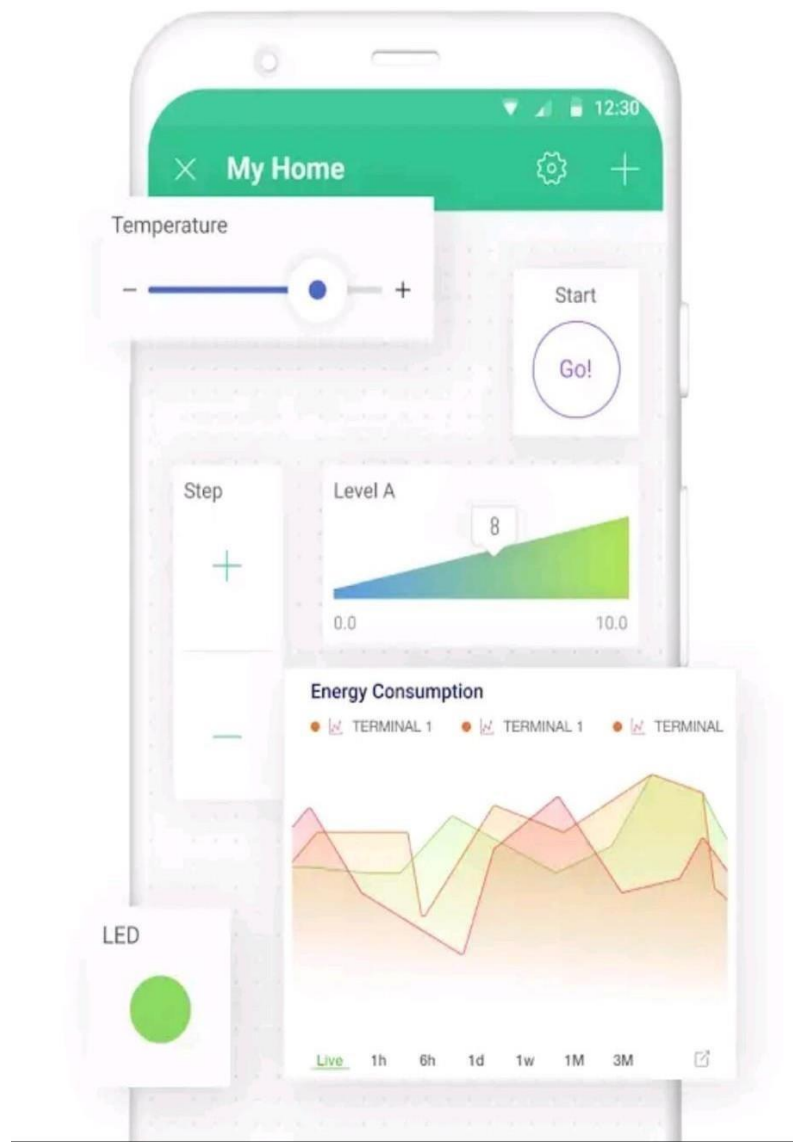 12:30
My Home
Temperature
Start
Go!
Step
Level A
8
0.0 10.0
Energy Consumption
TERMINAL 1 TERMINAL 1 TERMINAL
LED
Live 1h 6h 1d 1w 1M 3M